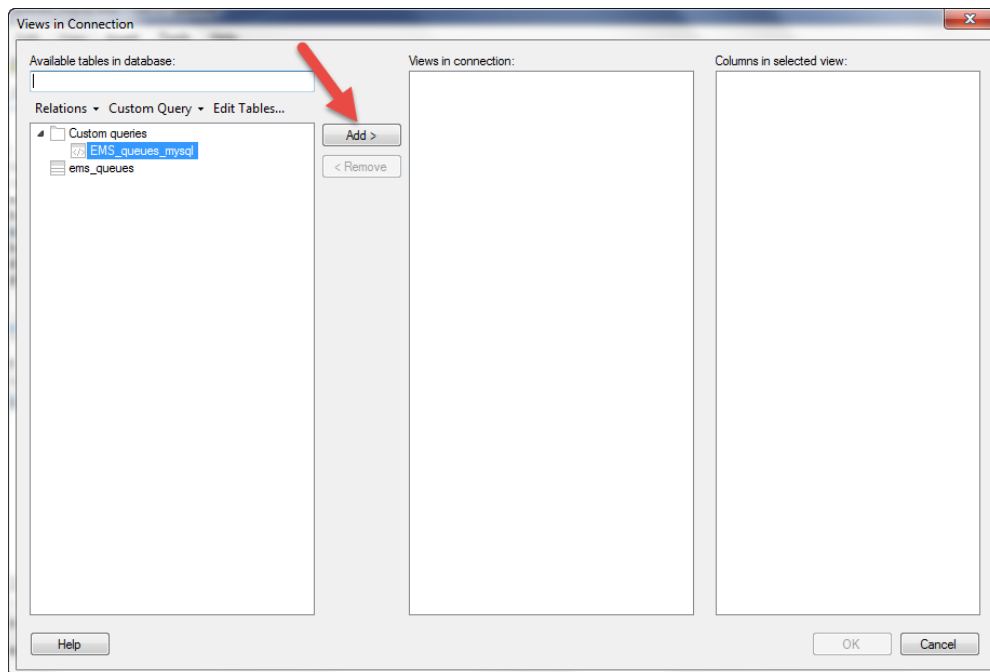 Views in Connection
Available tables in database:
Views in connection:
Columns in selected view:
Relations Custom Query Edit Tables...
Custom queries
EMS_queues_mysql
ems_queues
Add >
< Remove
Help
OK
Cancel